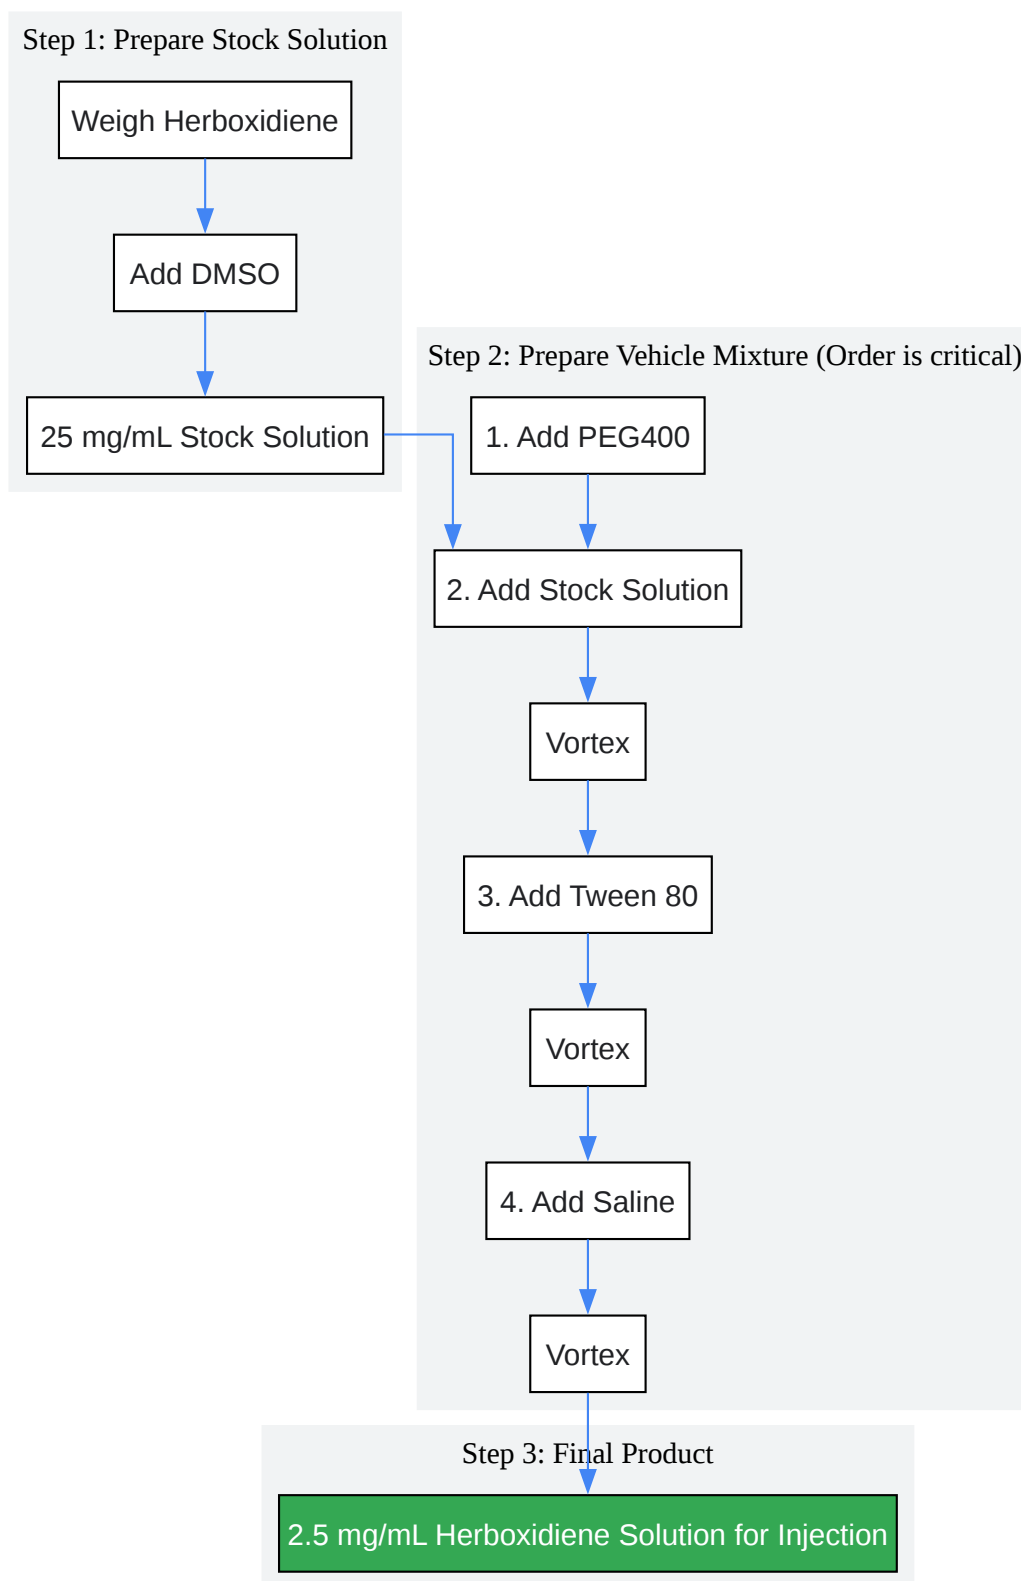 Step 1: Prepare Stock Solution
Weigh Herboxidiene
Add DMSO
25 mg/mL Stock Solution
Step 2: Prepare Vehicle Mixture (Order is critical)
1. Add PEG400
2. Add Stock Solution
Vortex
3. Add Tween 80
Vortex
4. Add Saline
Vortex
Step 3: Final Product
2.5 mg/mL Herboxidiene Solution for Injection